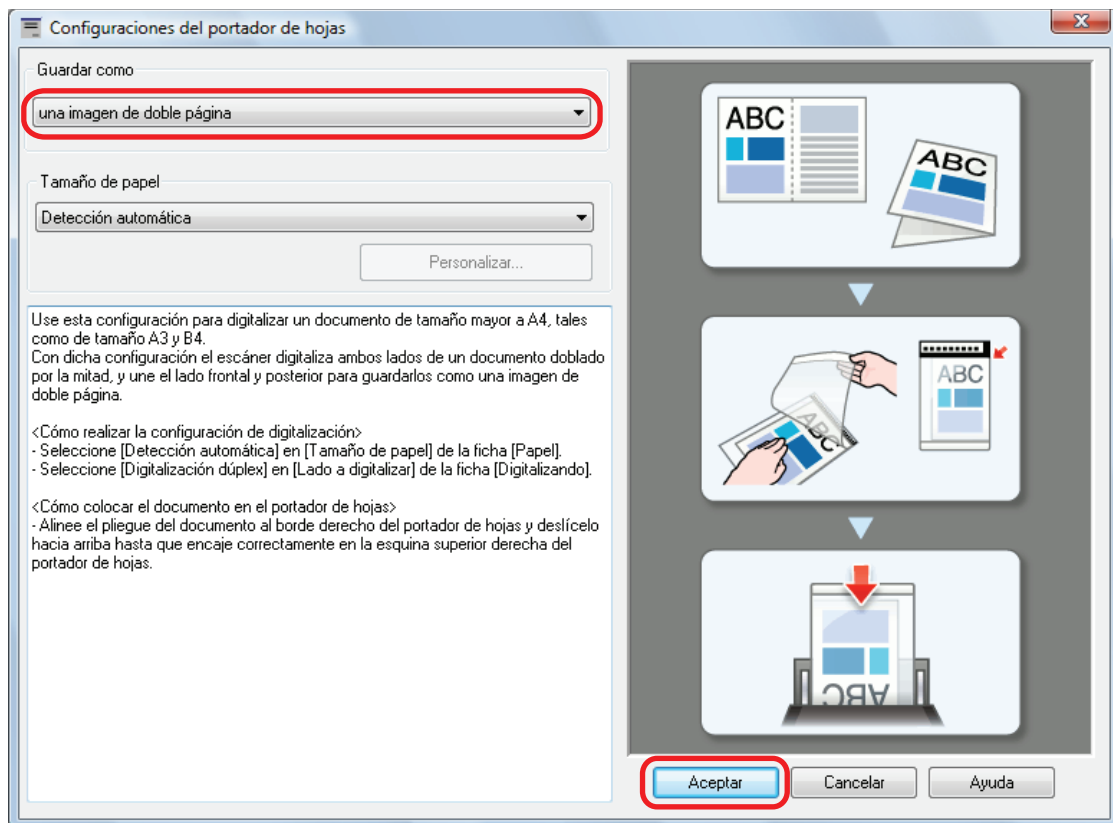 Configuraciones del portador de hojas
Guardar como
una imagen de doble página
Tamaño de papel
Detección automática
Personalizar...
Use esta configuración para digitalizar un documento de tamaño mayor a A4, tales
como de tamaño A3 y B4.
Con dicha configuración el escáner digitaliza ambos lados de un documento doblado
por la mitad, y une el lado frontal y posterior para guardarlos como una imagen de
doble página.
<Cómo realizar la configuración de digitalización>
- Seleccione [Detección automática] en [Tamaño de papel] de la ficha [Papel].
- Seleccione [Digitalización dúplex] en [Lado a digitalizar] de la ficha [Digitalizando].
<Cómo colocar el documento en el portador de hojas>
- Alinee el pliegue del documento al borde derecho del portador de hojas y deslícelo
hacia arriba hasta que encaje correctamente en la esquina superior derecha del
portador de hojas.
ABC
ABC
ABC
ABC
ABC
Aceptar
Cancelar
Ayuda